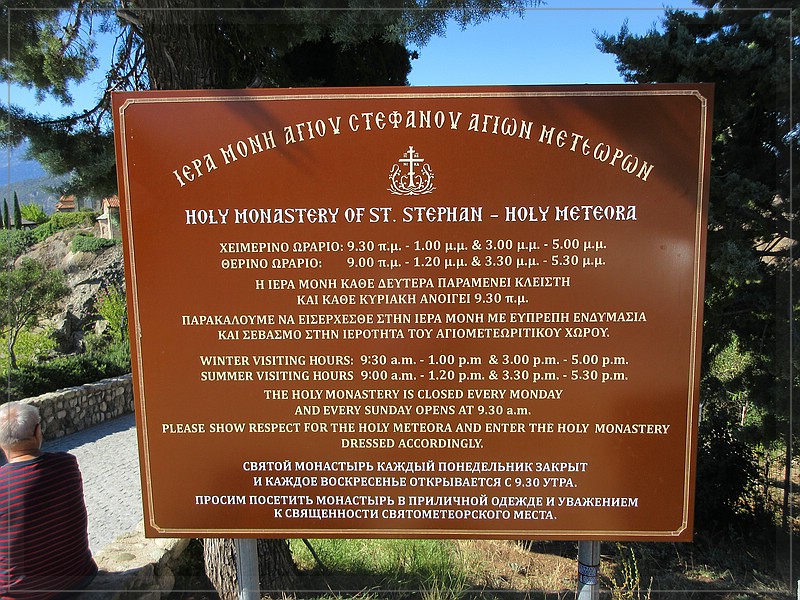 ΙΕΡΑ ΜΟΝΗ ΑΓΙΟΥ ΣΤΕΦΑΝΟΥ ΑΓΙΩΝ ΜΕΤΕΩΡΩΝ
HOLY MONASTERY OF ST. STEPHAN – HOLY METEORA
ΧΕΙΜΕΡΙΝΟ ΩΡΑΡΙΟ: 9.30 π.μ. - 1.00 μ.μ. & 3.00 μ.μ. - 5.00 μ.μ.
ΘΕΡΙΝΟ ΩΡΑΡΙΟ: 9.00 π.μ. - 1.20 μ.μ. & 3.30 μ.μ. - 5.30 μ.μ.
Η ΙΕΡΑ ΜΟΝΗ ΚΑΘΕ ΔΕΥΤΕΡΑ ΠΑΡΑΜΕΝΕΙ ΚΛΕΙΣΤΗ
ΚΑΙ ΚΑΘΕ ΚΥΡΙΑΚΗ ΑΝΟΙΓΕΙ 9.30 π.μ.
ΠΑΡΑΚΑΛΟΥΜΕ ΝΑ ΕΙΣΕΡΧΕΣΘΕ ΣΤΗΝ ΙΕΡΑ ΜΟΝΗ ΜΕ ΕΥΠΡΕΠΗ ΕΝΔΥΜΑΣΙΑ
ΚΑΙ ΣΕΒΑΣΜΟ ΣΤΗΝ ΙΕΡΟΤΗΤΑ ΤΟΥ ΑΓΙΟΜΕΤΕΩΡΙΤΙΚΟΥ ΧΩΡΟΥ.
WINTER VISITING HOURS: 9:30 a.m. - 1.00 p.m & 3.00 p.m. - 5.00 p.m.
SUMMER VISITING HOURS 9:00 a.m. - 1.20 p.m. & 3.30 p.m. - 5.30 p.m.
THE HOLY MONASTERY IS CLOSED EVERY MONDAY
AND EVERY SUNDAY OPENS AT 9.30 a.m.
PLEASE SHOW RESPECT FOR THE HOLY METEORA AND ENTER THE HOLY MONASTERY
DRESSED ACCORDINGLY.
СВЯТОЙ МОНАСТЫРЬ КАЖДЫЙ ПОНЕДЕЛЬНИК ЗАКРЫТ
И КАЖДОЕ ВОСКРЕСЕНЬЕ ОТКРЫВАЕТСЯ С 9.30 УТРА.
ПРОСИМ ПОСЕТИТЬ МОНАСТЫРЬ В ПРИЛИЧНОЙ ОДЕЖДЕ И УВАЖЕНИЕМ
К СВЯЩЕННОСТИ СВЯТОМЕТЕОРСКОГО МЕСТА.